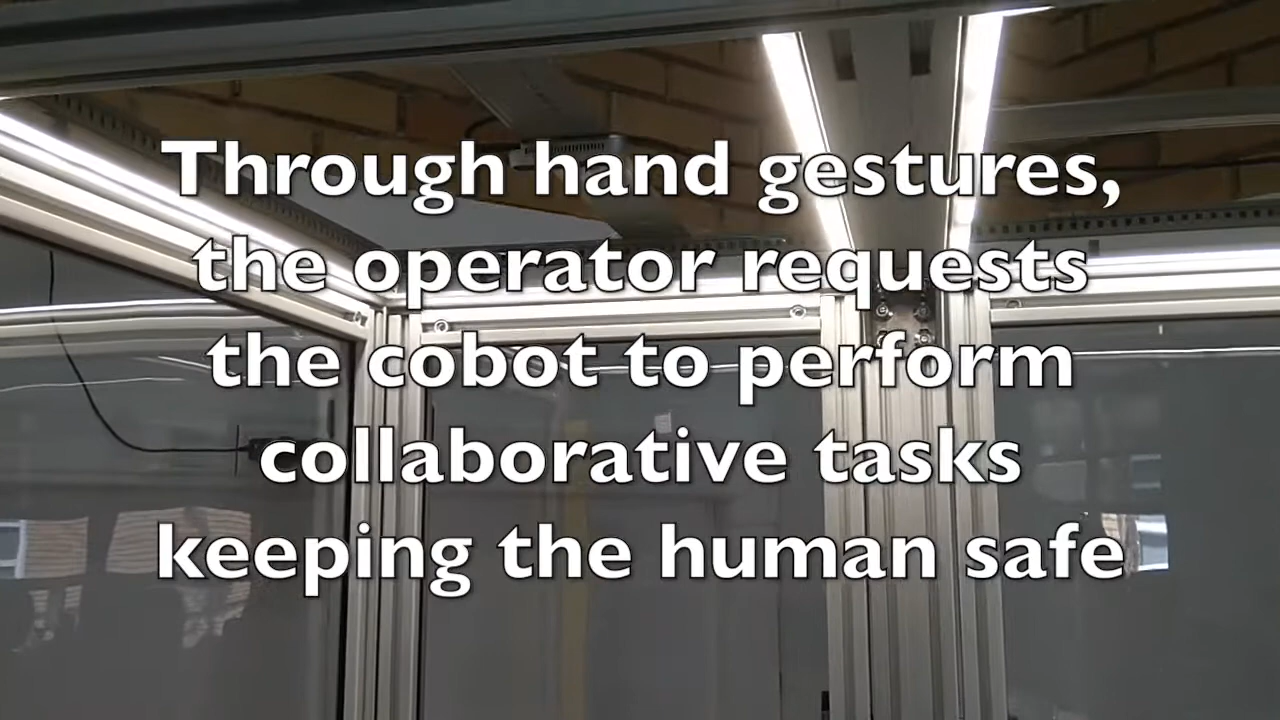 Through hand gestures,
the operator requests
the cobot to perform
collaborative tasks
keeping the human safe